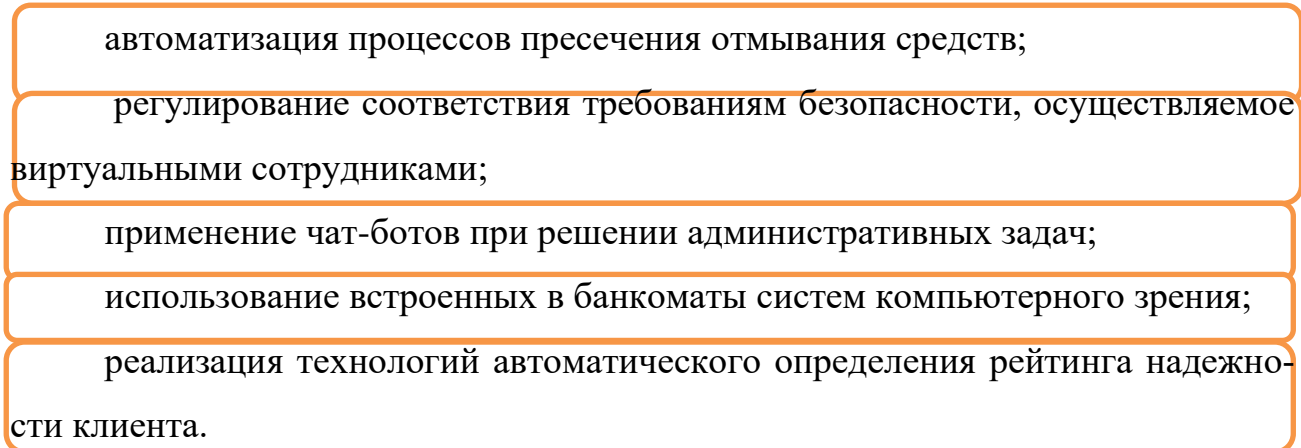 автоматизация процессов пресечения отмывания средств;
регулирование соответствия требованиям безопасности, осуществляемое
виртуальными сотрудниками;
применение чат-ботов при решении административных задач;
использование встроенных в банкоматы систем компьютерного зрения;
реализация технологий автоматического определения рейтинга надежно-
сти клиента.